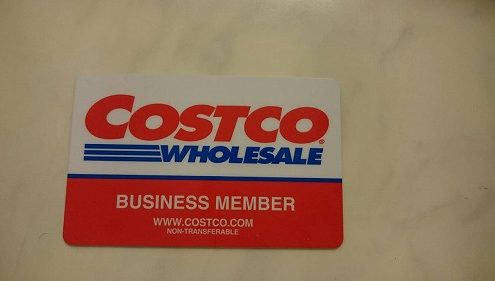 COSTCO®
WHOLESALE
BUSINESS MEMBER
WWW.COSTCO.COM
NON-TRANSFERABLE